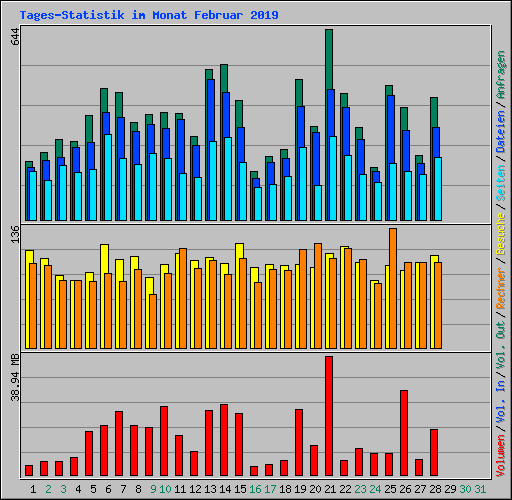 Tages-Statistik im Monat Februar 2019
644
136
38.94 MB
Volumen / Vol. In / Vol. Out / Rechner / Besuche / Seiten / Dateien / Anfragen
1 2 3 4 5 6 7 8 9 10 11 12 13 14 15 16 17 18 19 20 21 22 23 24 25 26 27 28 29 30 31